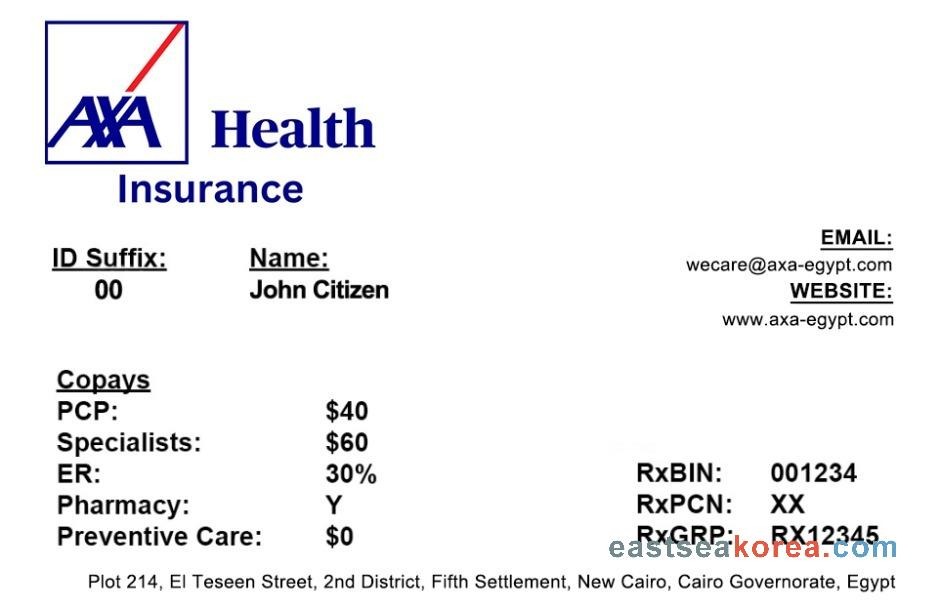 AXA Health
Insurance
ID Suffix: Name:
00 John Citizen
EMAIL:
wecare@axa-egypt.com
WEBSITE:
www.axa-egypt.com
Copays
PCP: $40
Specialists: $60
ER: 30%
Pharmacy: Y
Preventive Care: $0
RxBIN: 001234
RxPCN: XX
RxGRP: RX12345
eastseakorea.com
Plot 214, El Teseen Street, 2nd District, Fifth Settlement, New Cairo, Cairo Governorate, Egypt